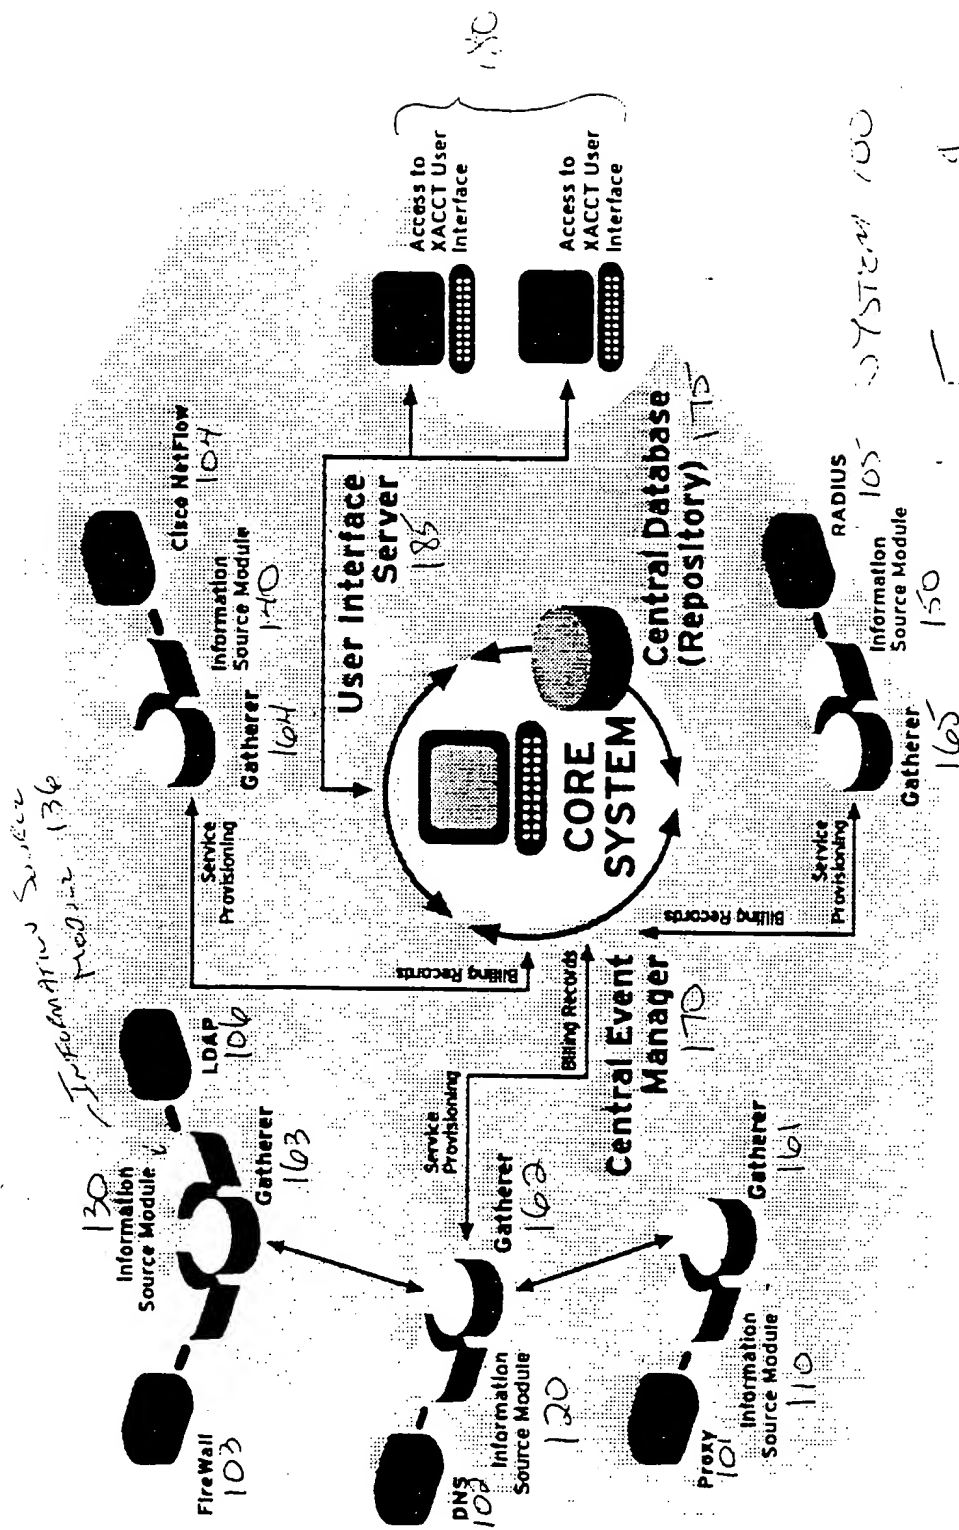 180
Access to
XACCT User
Interface
Access to
XACCT User
Interface
Cisco NetFlow
104
Information
Source Module
140
Gatherer
164
User Interface
Server
185
Central Database
(Repository) 175
CORE
SYSTEM
RADIUS
105
Information
Source Module
150
Gatherer
165
SYSTEM 100
Service
Provisioning
Billing Records
Service
Provisioning
Billing Records
Service
Provisioning
Billing Records
Central Event
Manager
170
INFORMATION SOURCE
MODULE 136
LDAP
106
130
Information
Source Module
Gatherer
163
FireWall
103
Gatherer
162
DNS
102
Information
Source Module
120
Gatherer
161
Proxy
101
Information
Source Module
110